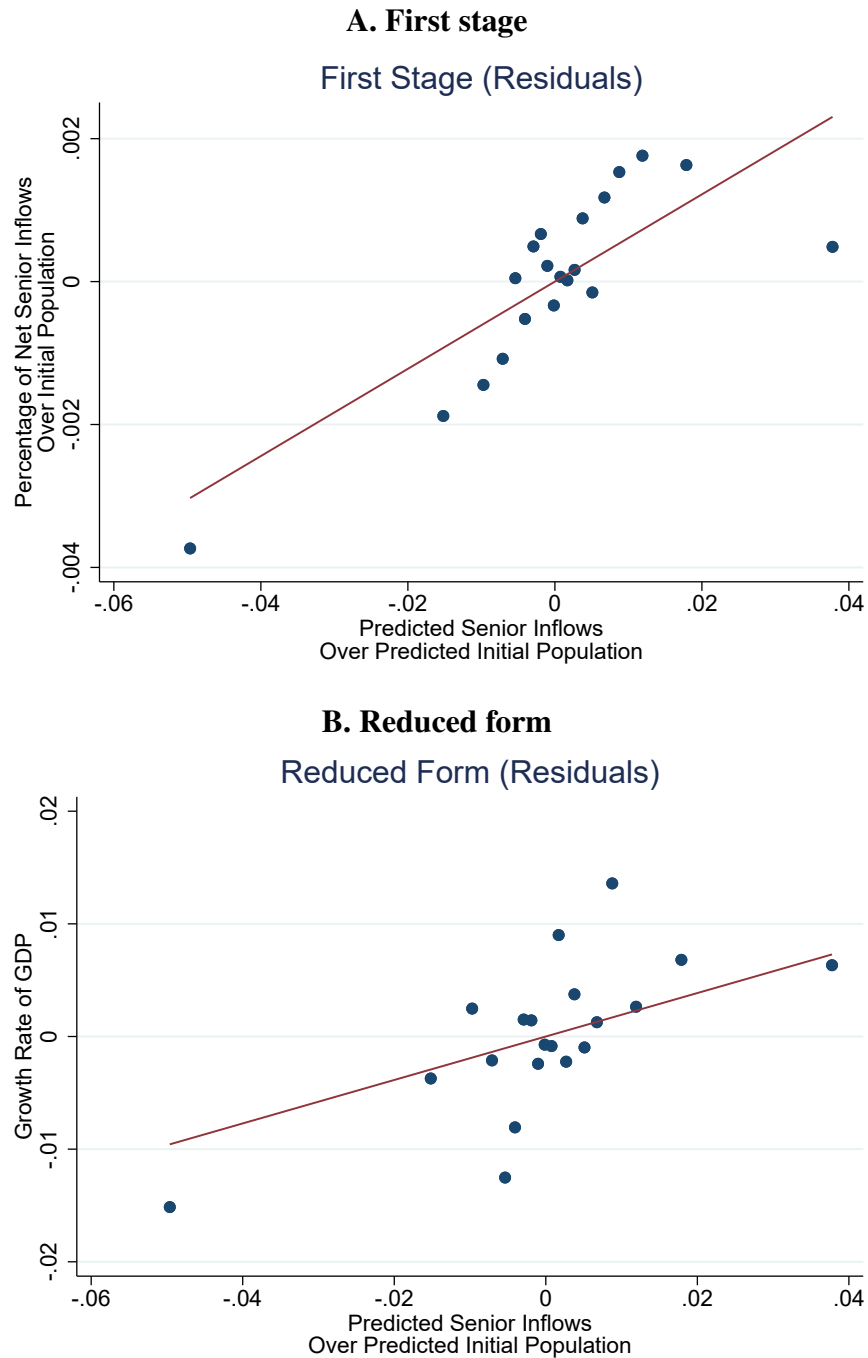 A. First stage
First Stage (Residuals)
Percentage of Net Senior Inflows
Over Initial Population
.002
0
-.002
-.004
-.06
-.04
-.02
0
.02
.04
Predicted Senior Inflows
Over Predicted Initial Population
B. Reduced form
Reduced Form (Residuals)
Growth Rate of GDP
.02
.01
0
-.01
-.02
-.06
-.04
-.02
0
.02
.04
Predicted Senior Inflows
Over Predicted Initial Population